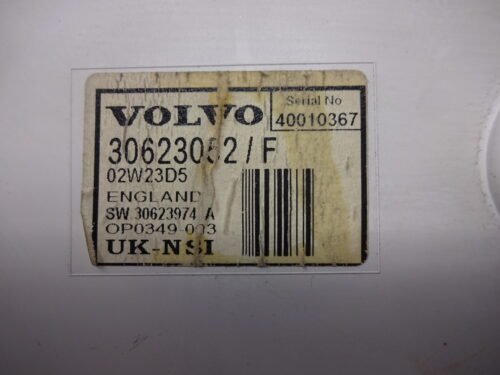 VOLVO
Serial No
40010367
30623052/F
02W23D5
ENGLAND
SW 30623974 A
OP0349-003
UK-NSI